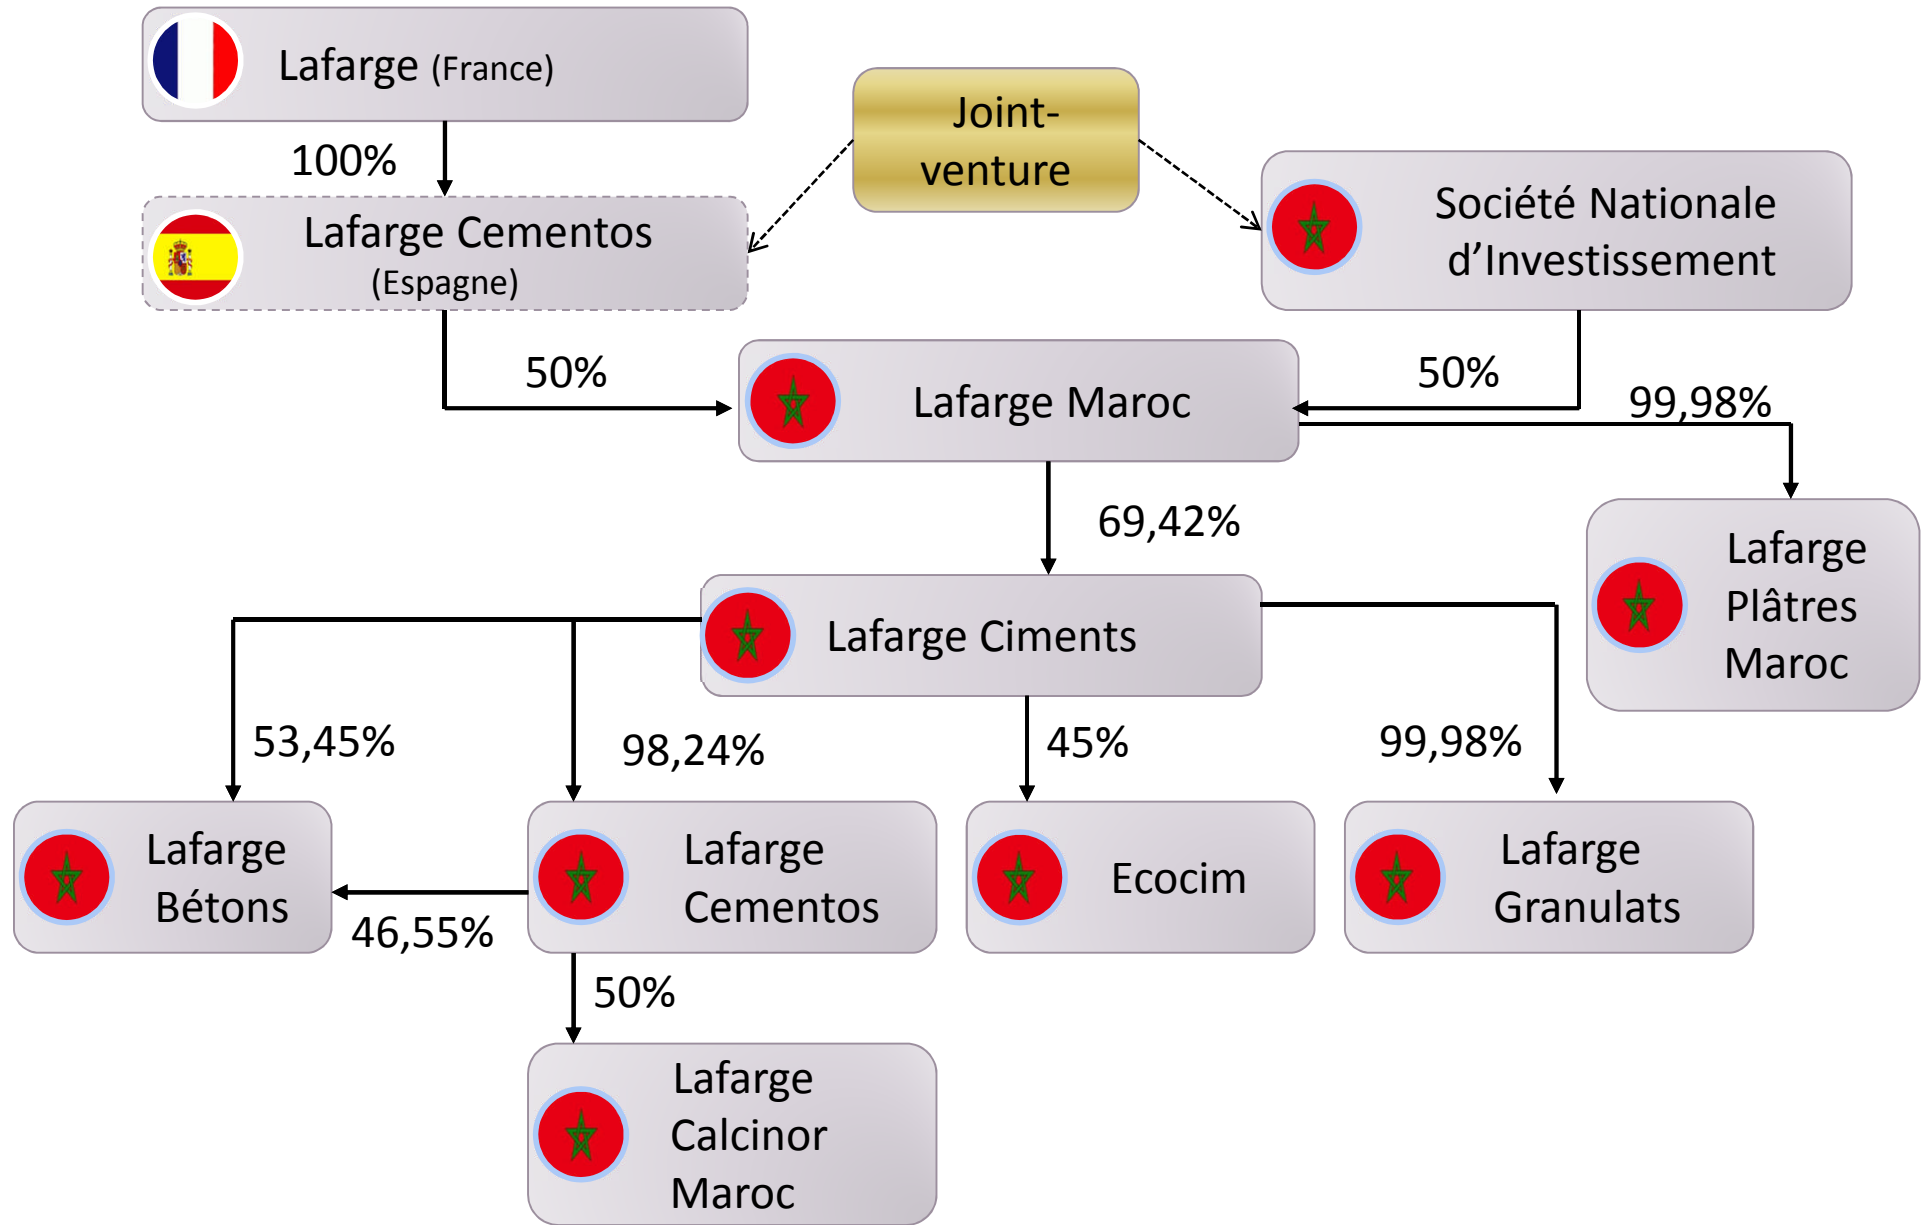 Lafarge (France)
Joint-
venture
100%
Société Nationale
d’Investissement
Lafarge Cementos
(Espagne)
50%
50%
Lafarge Maroc
99,98%
69,42%
Lafarge
Plâtres
Maroc
Lafarge Ciments
53,45%
98,24%
45%
99,98%
Lafarge
Bétons
46,55%
Lafarge
Cementos
Ecocim
Lafarge
Granulats
50%
Lafarge
Calcinor
Maroc